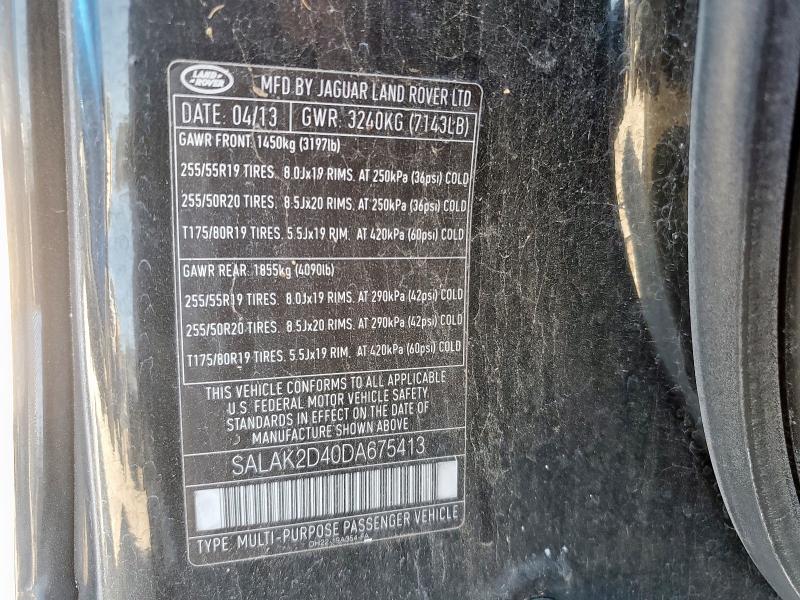 LAND ROVER
MFD BY JAGUAR LAND ROVER LTD
DATE: 04/13 GWR. 3240KG (7143LB)
GAWR FRONT: 1450kg (3197lb)
255/55R19 TIRES. 8.0Jx19 RIMS. AT 250kPa (36psi) COLD
255/50R20 TIRES. 8.5Jx20 RIMS. AT 250kPa (36psi) COLD
T175/80R19 TIRES. 5.5Jx19 RIM. AT 420kPa (60psi) COLD
GAWR REAR: 1855kg (4090lb)
255/55R19 TIRES. 8.0Jx19 RIMS. AT 290kPa (42psi) COLD
255/50R20 TIRES. 8.5Jx20 RIMS. AT 290kPa (42psi) COLD
T175/80R19 TIRES. 5.5Jx19 RIM. AT 420kPa (60psi) COLD
THIS VEHICLE CONFORMS TO ALL APPLICABLE
U.S. FEDERAL MOTOR VEHICLE SAFETY.
STANDARDS IN EFFECT ON THE DATE OF
MANUFACTURE SHOWN ABOVE
SALAK2D40DA675413
TYPE: MULTI-PURPOSE PASSENGER VEHICLE